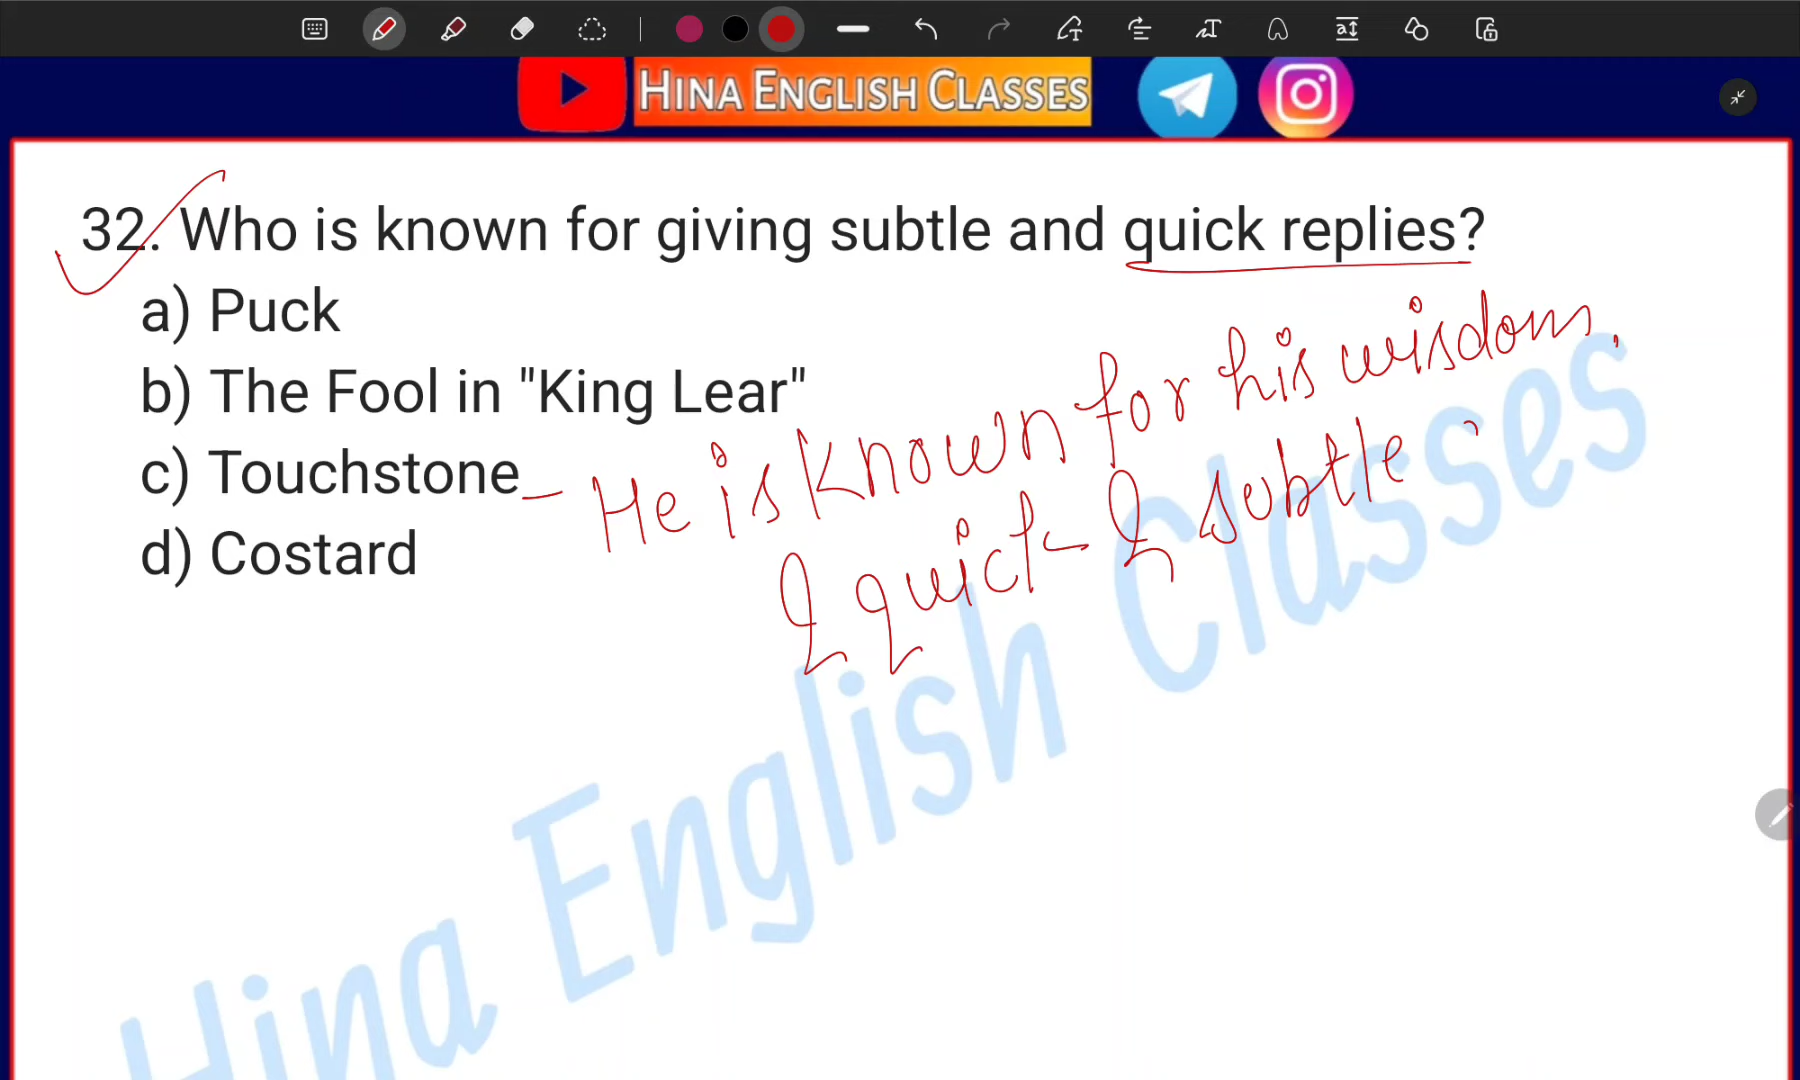 HINA ENGLISH CLASSES
32. Who is known for giving subtle and quick replies?
a) Puck
b) The Fool in "King Lear"
c) Touchstone - He is known for his wisdom.
& quick & subtle
d) Costard
Hina English Classes